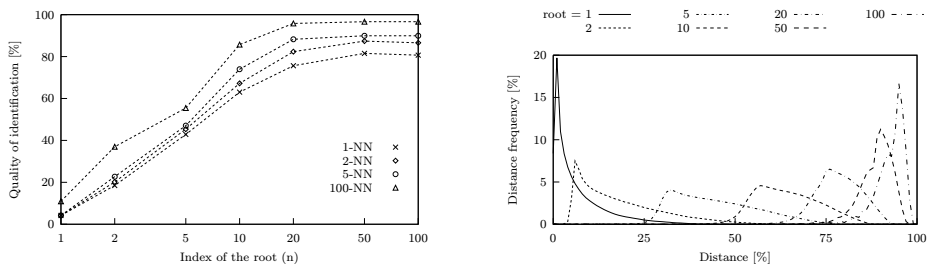 100
80
60
40
20
0
Quality of identification [%]
1-NN
2-NN
5-NN
100-NN
1 2 5 10 20 50 100
Index of the root (n)
root = 1 5 20 100
2 10 50
20
15
10
5
0
Distance frequency [%]
0 25 50 75 100
Distance [%]